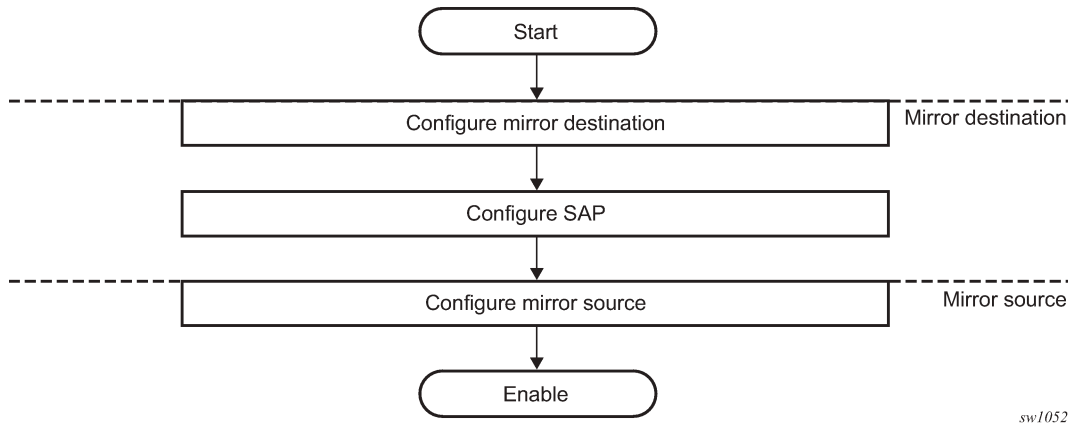 Start
Configure mirror destination
Mirror destination
Configure SAP
Configure mirror source
Mirror source
Enable
sw1052